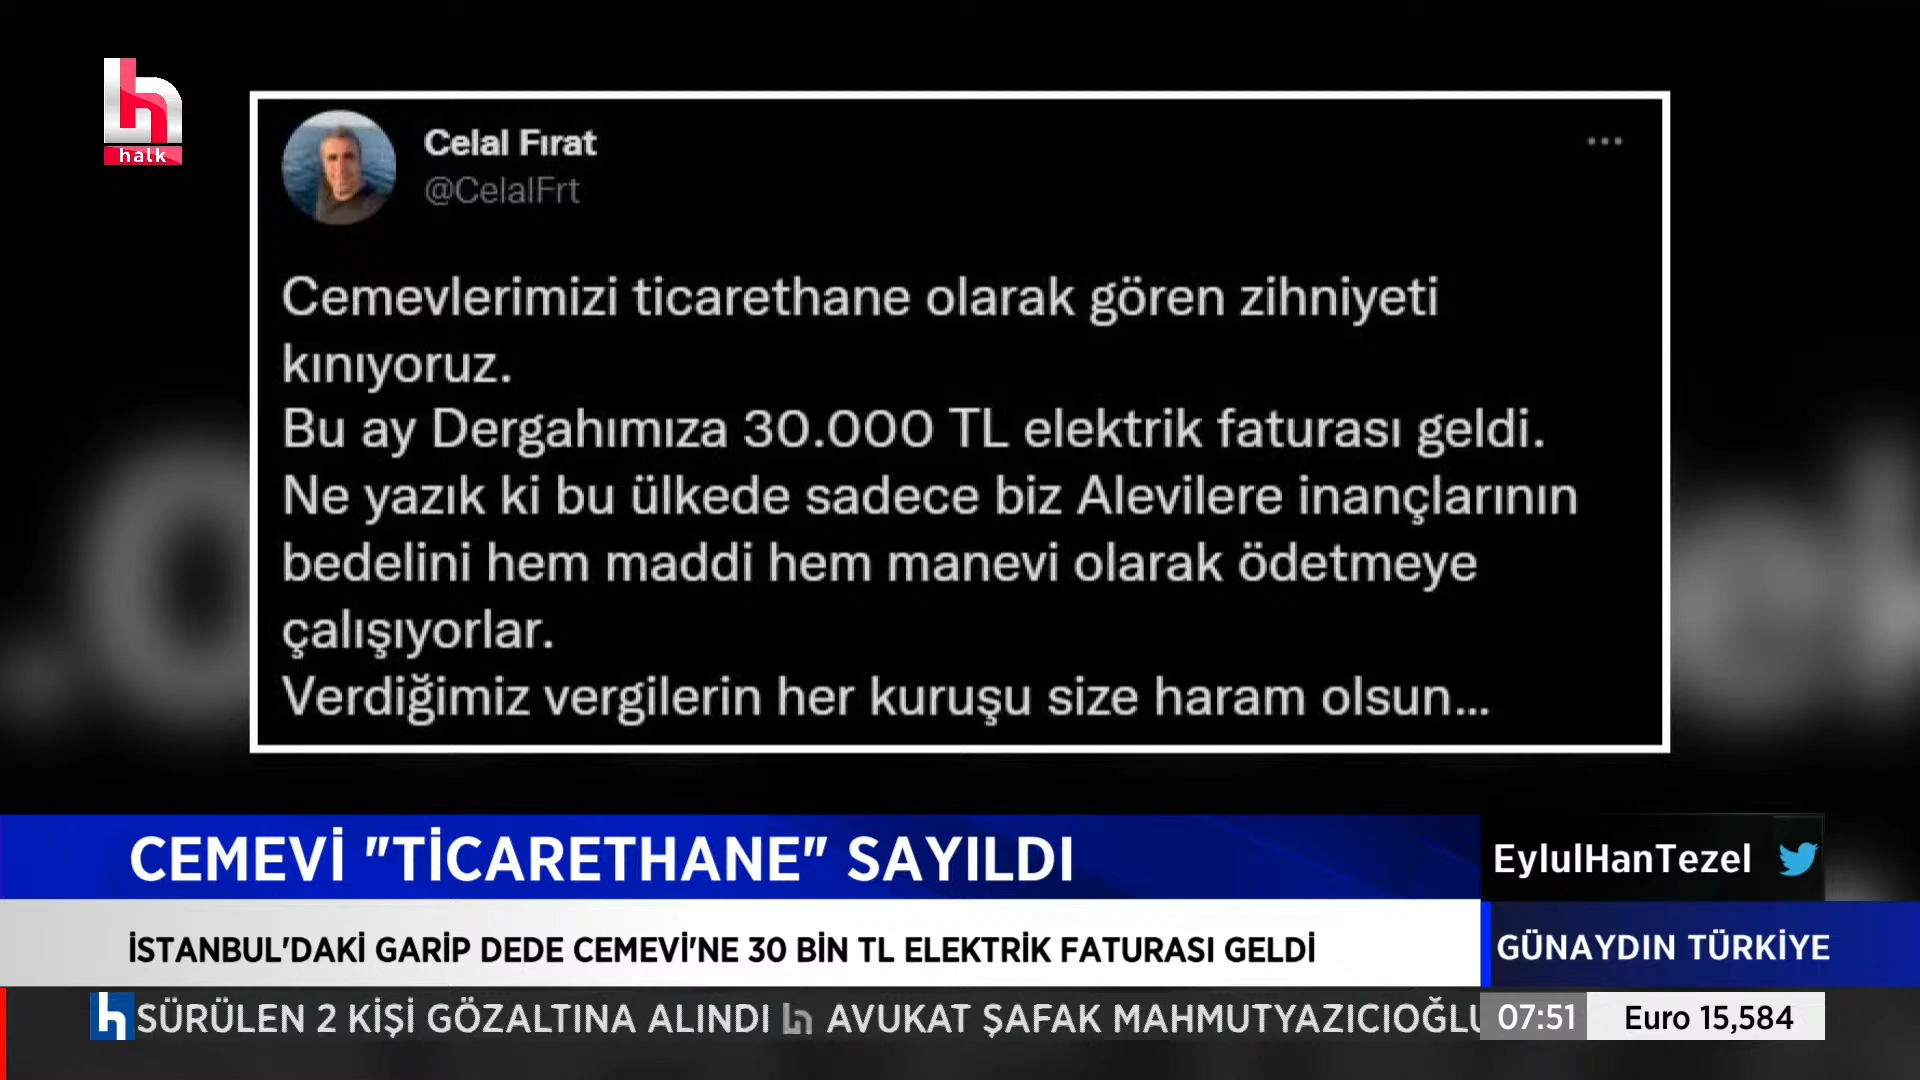 halk
Celal Fırat
@CelalFrt
Cemevlerimizi ticarethane olarak gören zihniyeti
kınıyoruz.
Bu ay Dergahımıza 30.000 TL elektrik faturası geldi.
Ne yazık ki bu ülkede sadece biz Alevilere inançlarının
bedelini hem maddi hem manevi olarak ödetmeye
çalışıyorlar.
Verdiğimiz vergilerin her kuruşu size haram olsun...
CEMEVİ "TİCARETHANE" SAYILDI
EylulHanTezel
İSTANBUL'DAKİ GARİP DEDE CEMEVİ'NE 30 BİN TL ELEKTRİK FATURASI GELDİ
GÜNAYDIN TÜRKİYE
SÜRÜLEN 2 KİŞİ GÖZALTINA ALINDI AVUKAT ŞAFAK MAHMUTYAZICIOĞLU
07:51
Euro 15,584